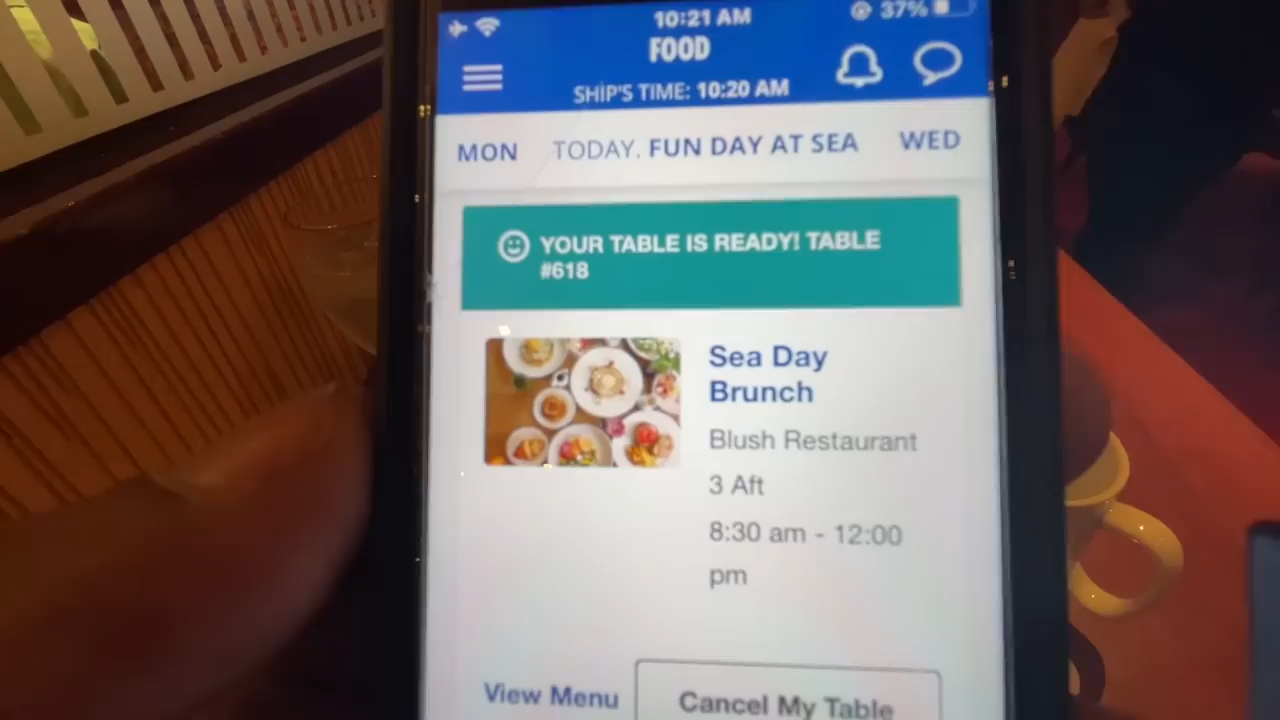 10:21 AM
37%
FOOD
SHIP'S TIME: 10:20 AM
MON TODAY. FUN DAY AT SEA WED
YOUR TABLE IS READY! TABLE
#618
Sea Day
Brunch
Blush Restaurant
3 Aft
8:30 am - 12:00
pm
View Menu
Cancel My Table